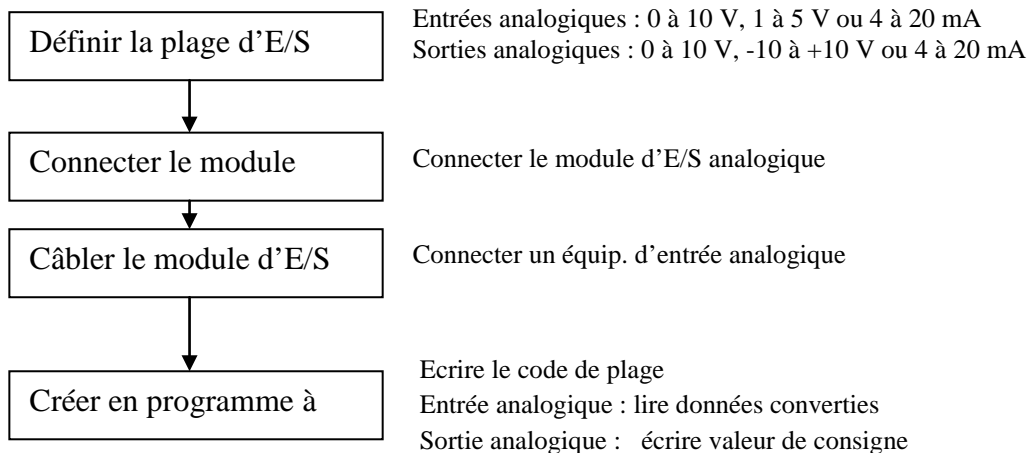 Définir la plage d’E/S
Entrées analogiques : 0 à 10 V, 1 à 5 V ou 4 à 20 mA
Sorties analogiques : 0 à 10 V, -10 à +10 V ou 4 à 20 mA
Connecter le module
Connecter le module d’E/S analogique
Câbler le module d’E/S
Connecter un équip. d’entrée analogique
Créer en programme à
Ecrire le code de plage
Entrée analogique : lire données converties
Sortie analogique : écrire valeur de consigne